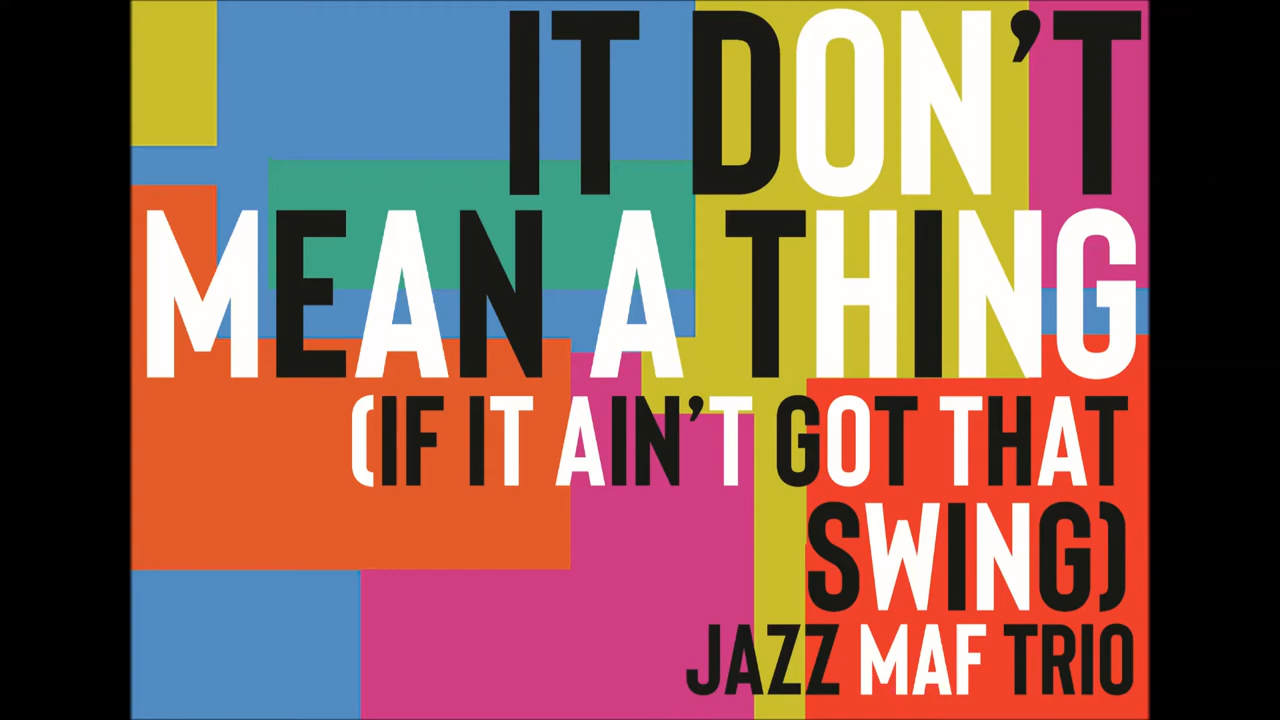 IT DON'T
MEAN A THING
(IF IT AIN'T GOT THAT
SWING)
JAZZ MAF TRIO